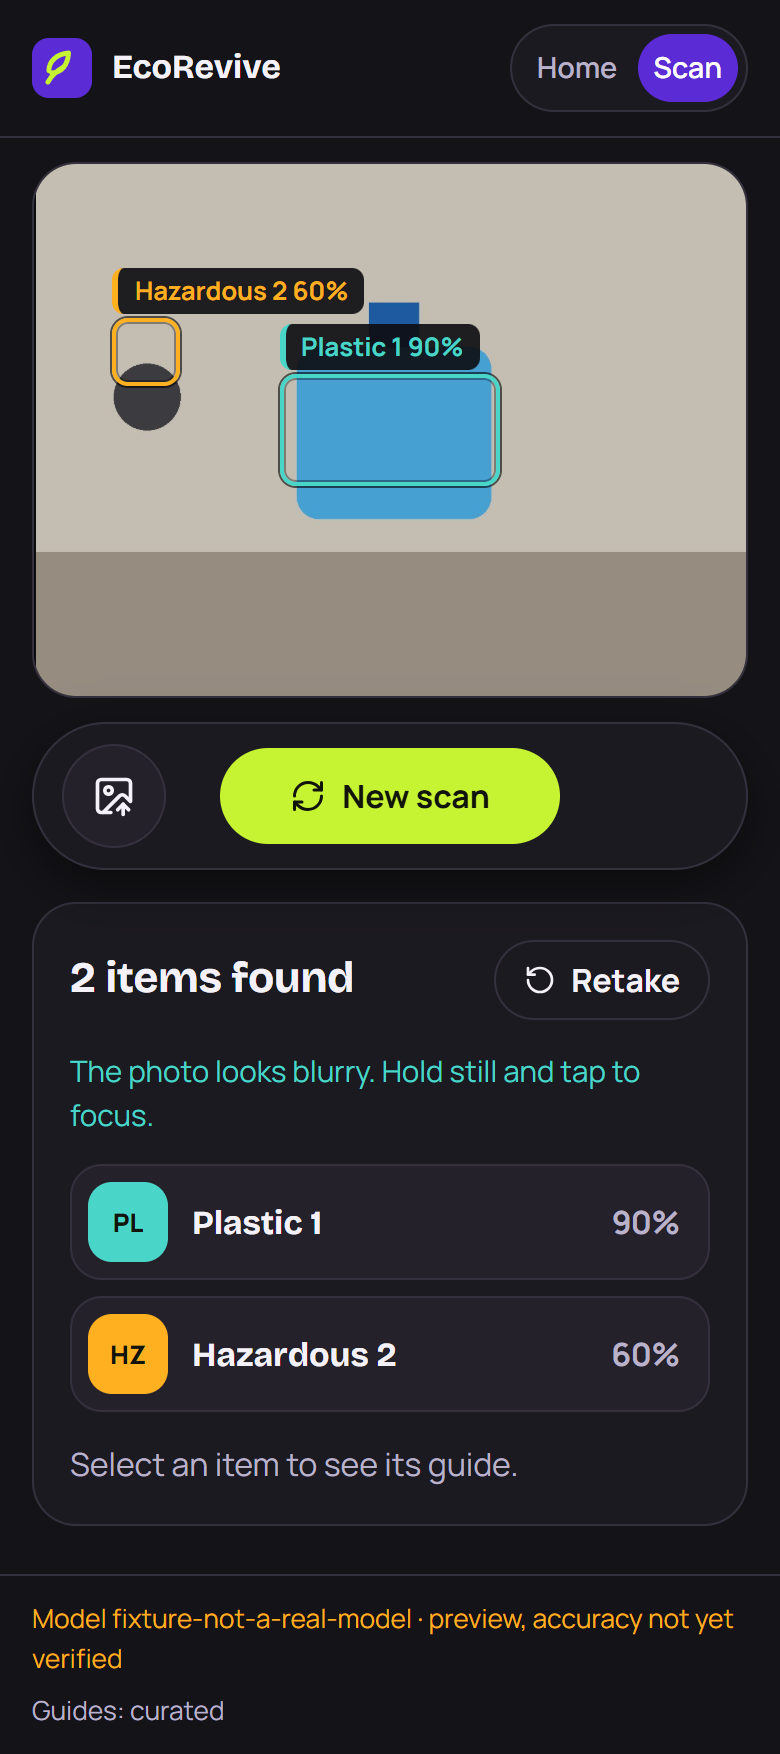 EcoRevive
Home
Scan
Hazardous 2 60%
Plastic 1 90%
New scan
2 items found
Retake
The photo looks blurry. Hold still and tap to
focus.
PL
Plastic 1
90%
HZ
Hazardous 2
60%
Select an item to see its guide.
Model fixture-not-a-real-model · preview, accuracy not yet
verified
Guides: curated